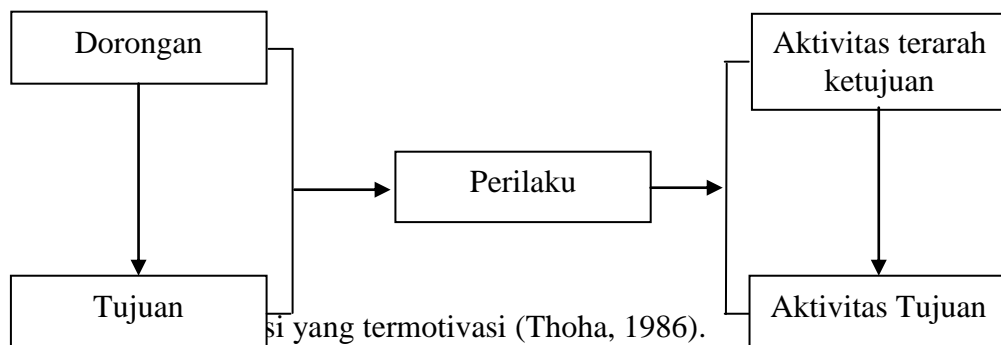 Dorongan
Aktivitas terarah
ketujuan
Perilaku
Tujuan
Aktivitas Tujuan
si yang termotivasi (Thoha, 1986).